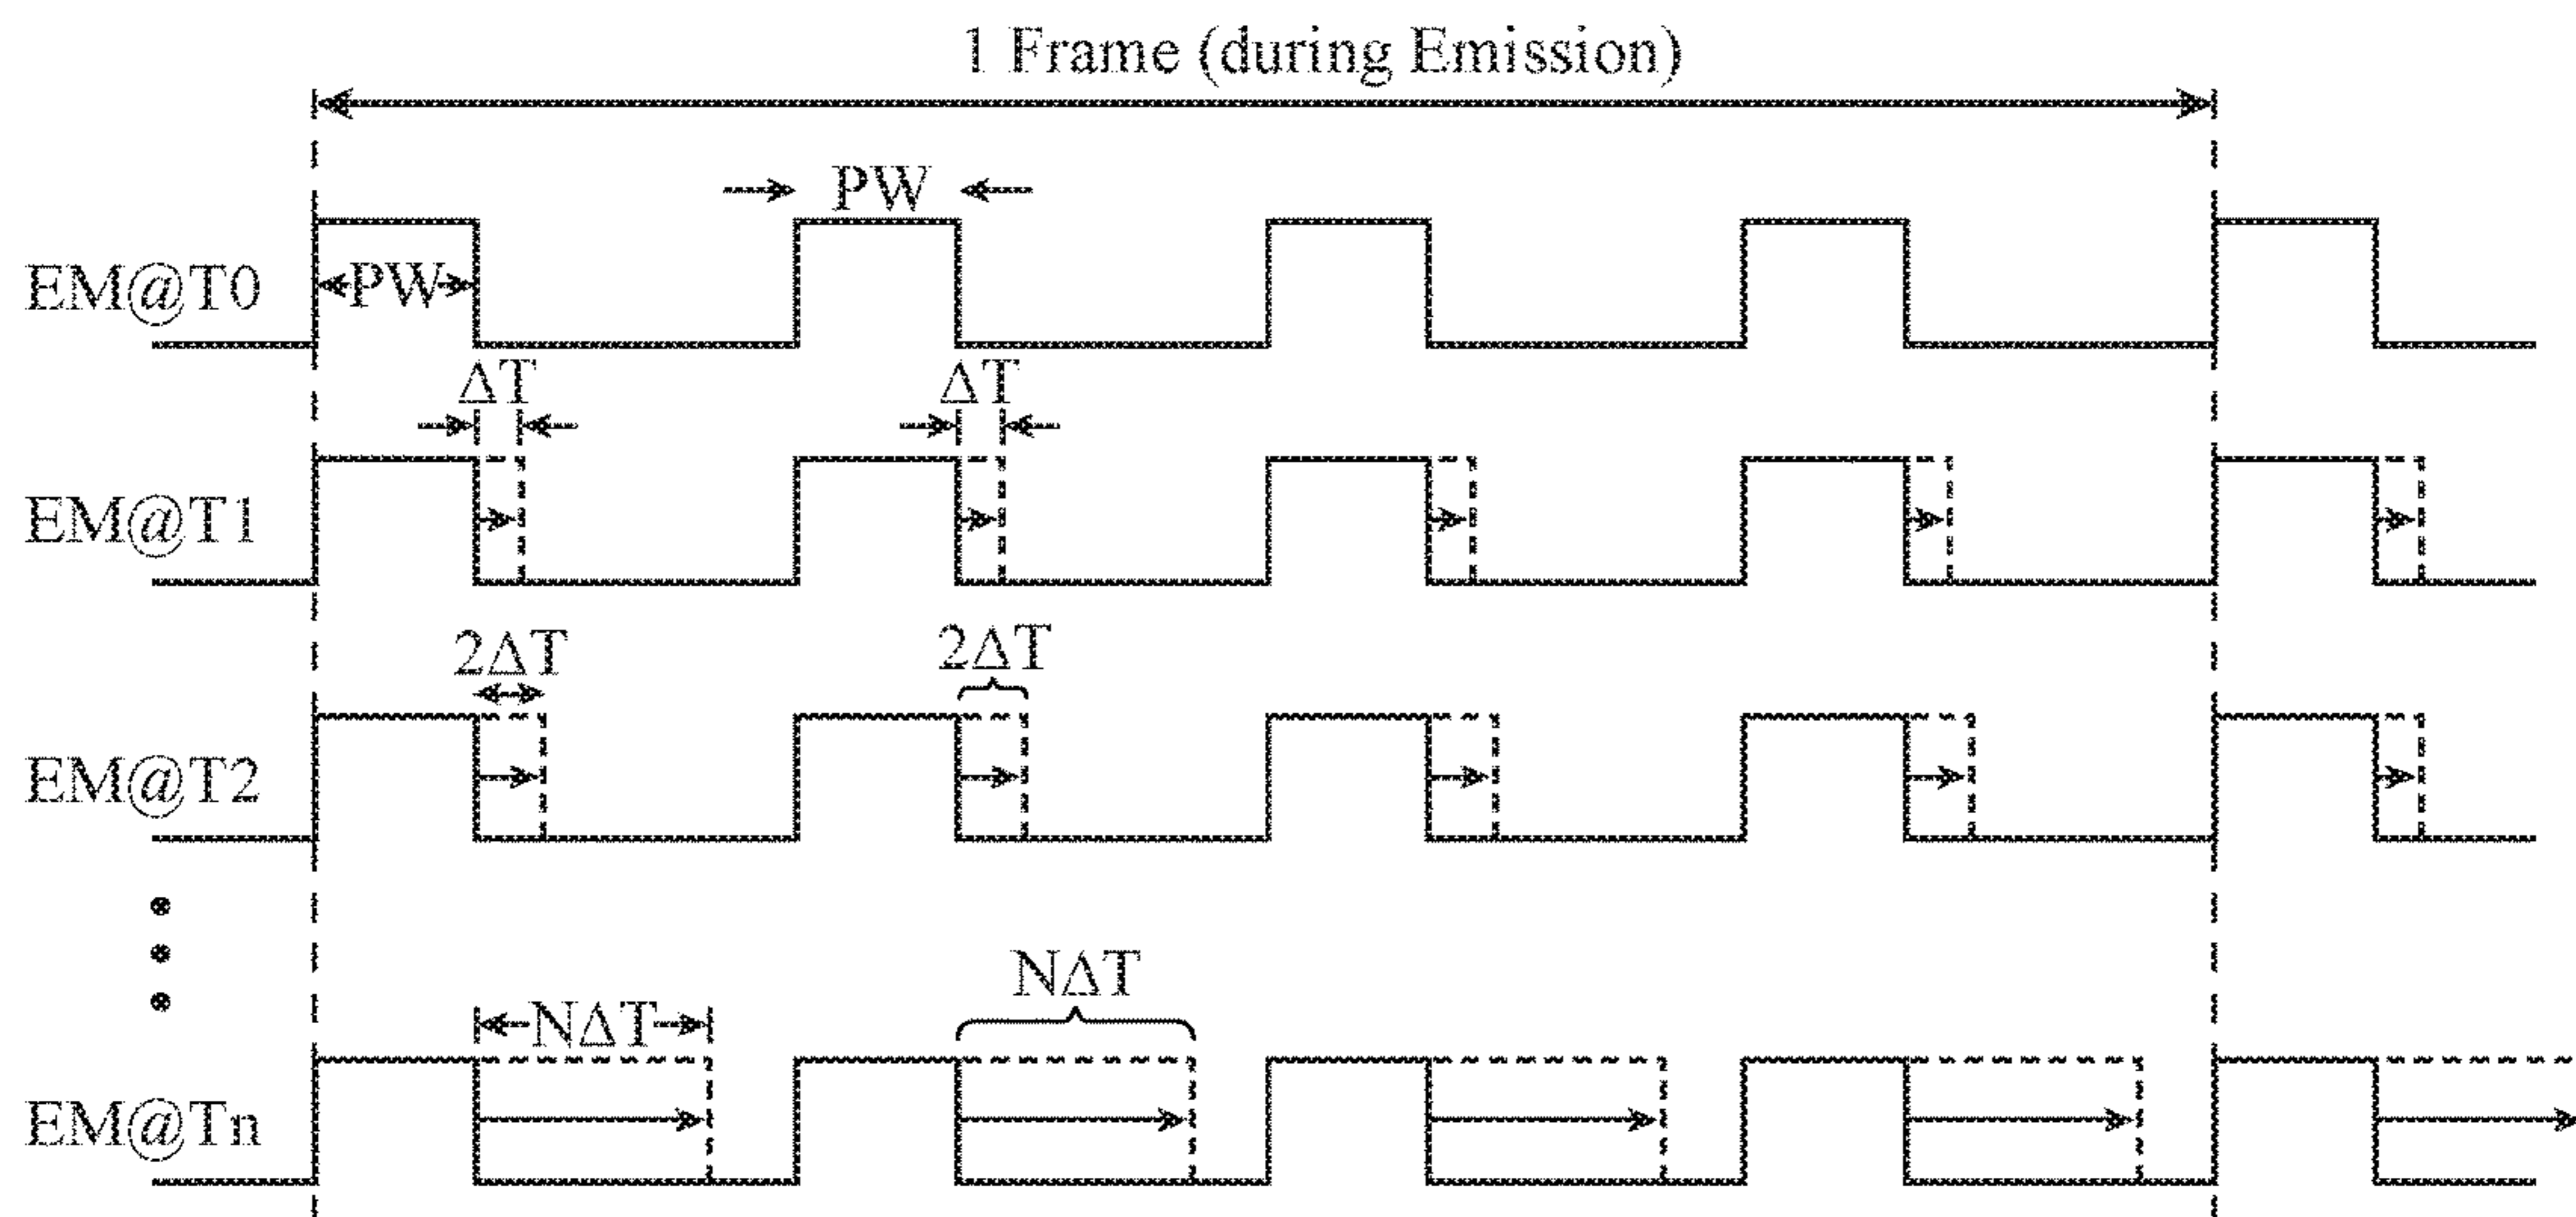 1 Frame (during Emission)
PW
EM@T0
PW
ΔT
ΔT
EM@T1
2ΔT
2ΔT
EM@T2
NΔT
NΔT
EM@Tn